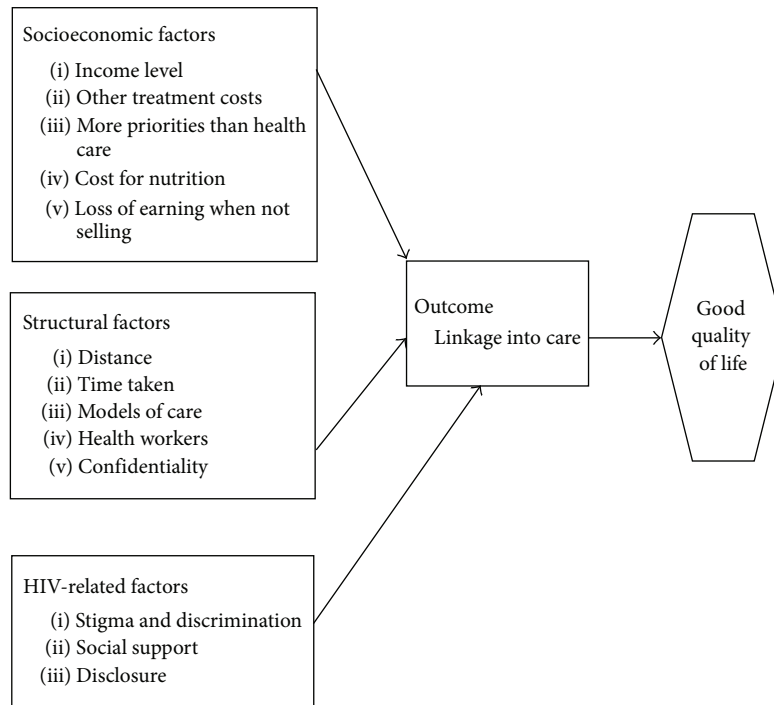 Socioeconomic factors
(i) Income level
(ii) Other treatment costs
(iii) More priorities than health
care
(iv) Cost for nutrition
(v) Loss of earning when not
selling
Structural factors
(i) Distance
(ii) Time taken
(iii) Models of care
(iv) Health workers
(v) Confidentiality
HIV-related factors
(i) Stigma and discrimination
(ii) Social support
(iii) Disclosure
Outcome
Linkage into care
Good
quality
of life